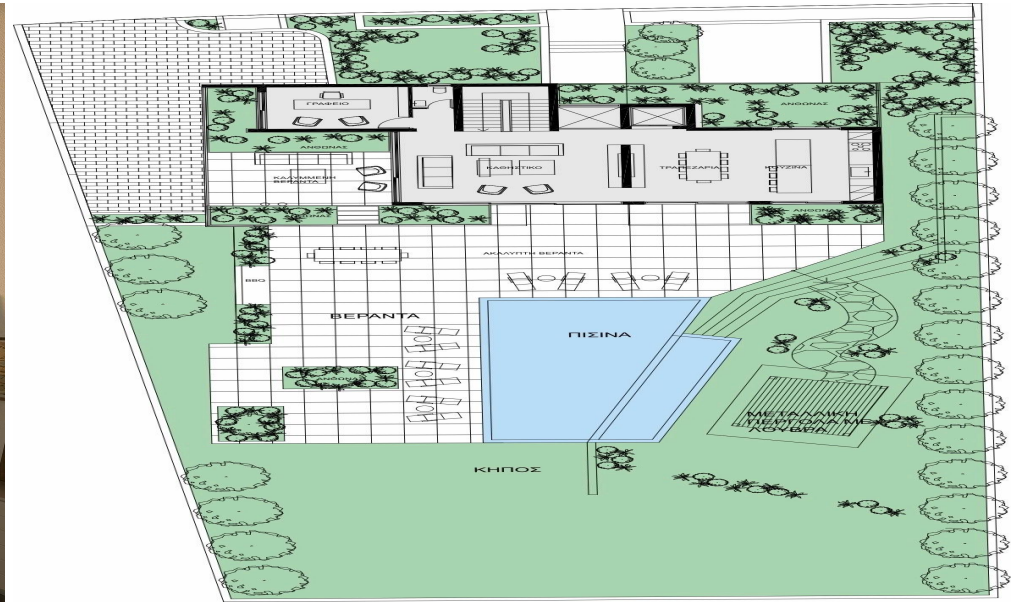 ΓΡΑΦΕΙΟ
ΑΝΘΩΝΑΣ
ΑΝΘΩΝΑΣ
ΚΑΘΙΣΤΙΚΟ
ΤΡΑΠΕΖΑΡΙΑ
ΚΟΥΖΙΝΑ
ΚΑΛΥΜΜΕΝΗ
ΒΕΡΑΝΤΑ
ΑΝΘΩΝΑΣ
ΑΝΘΩΝΑΣ
ΑΚΑΛΥΠΤΗ ΒΕΡΑΝΤΑ
BBQ
ΒΕΡΑΝΤΑ
ΠΙΣΙΝΑ
ΑΝΘΩΝΑΣ
ΜΕΤΑΛΛΙΚΗ
ΠΕΡΓΟΛΑ ΜΕ
ΛΟΥΒΡΑ
ΚΗΠΟΣ